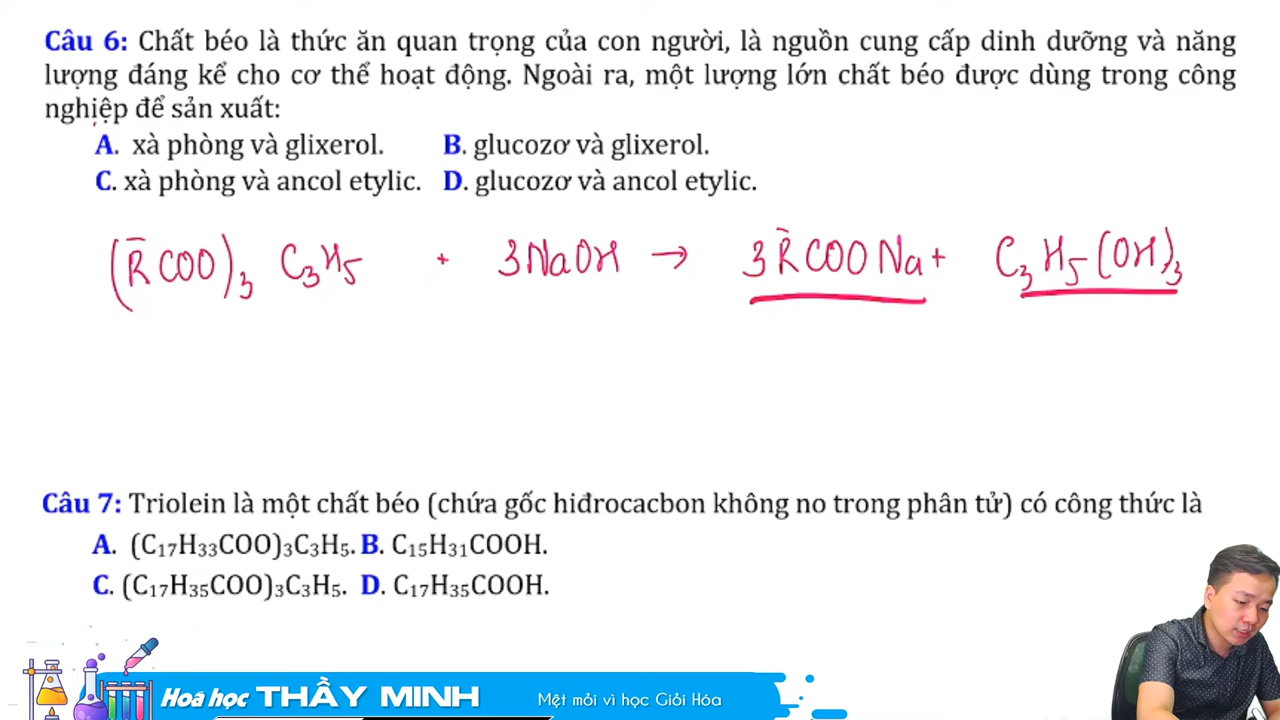 Câu 6: Chất béo là thức ăn quan trọng của con người, là nguồn cung cấp dinh dưỡng và năng
lượng đáng kể cho cơ thể hoạt động. Ngoài ra, một lượng lớn chất béo được dùng trong công
nghiệp để sản xuất:
A. xà phòng và glixerol. B. glucozơ và glixerol.
C. xà phòng và ancol etylic. D. glucozơ và ancol etylic.
(R̄COO)₃ C₃H₅ + 3NaOH → 3R̄COONa + C₃H₅(OH)₃
Câu 7: Triolein là một chất béo (chứa gốc hiđrocacbon không no trong phân tử) có công thức là
A. (C₁₇H₃₃COO)₃C₃H₅. B. C₁₅H₃₁COOH.
C. (C₁₇H₃₅COO)₃C₃H₅. D. C₁₇H₃₅COOH.
Hoá học THẦY MINH Mệt mỏi vì học Giỏi Hóa